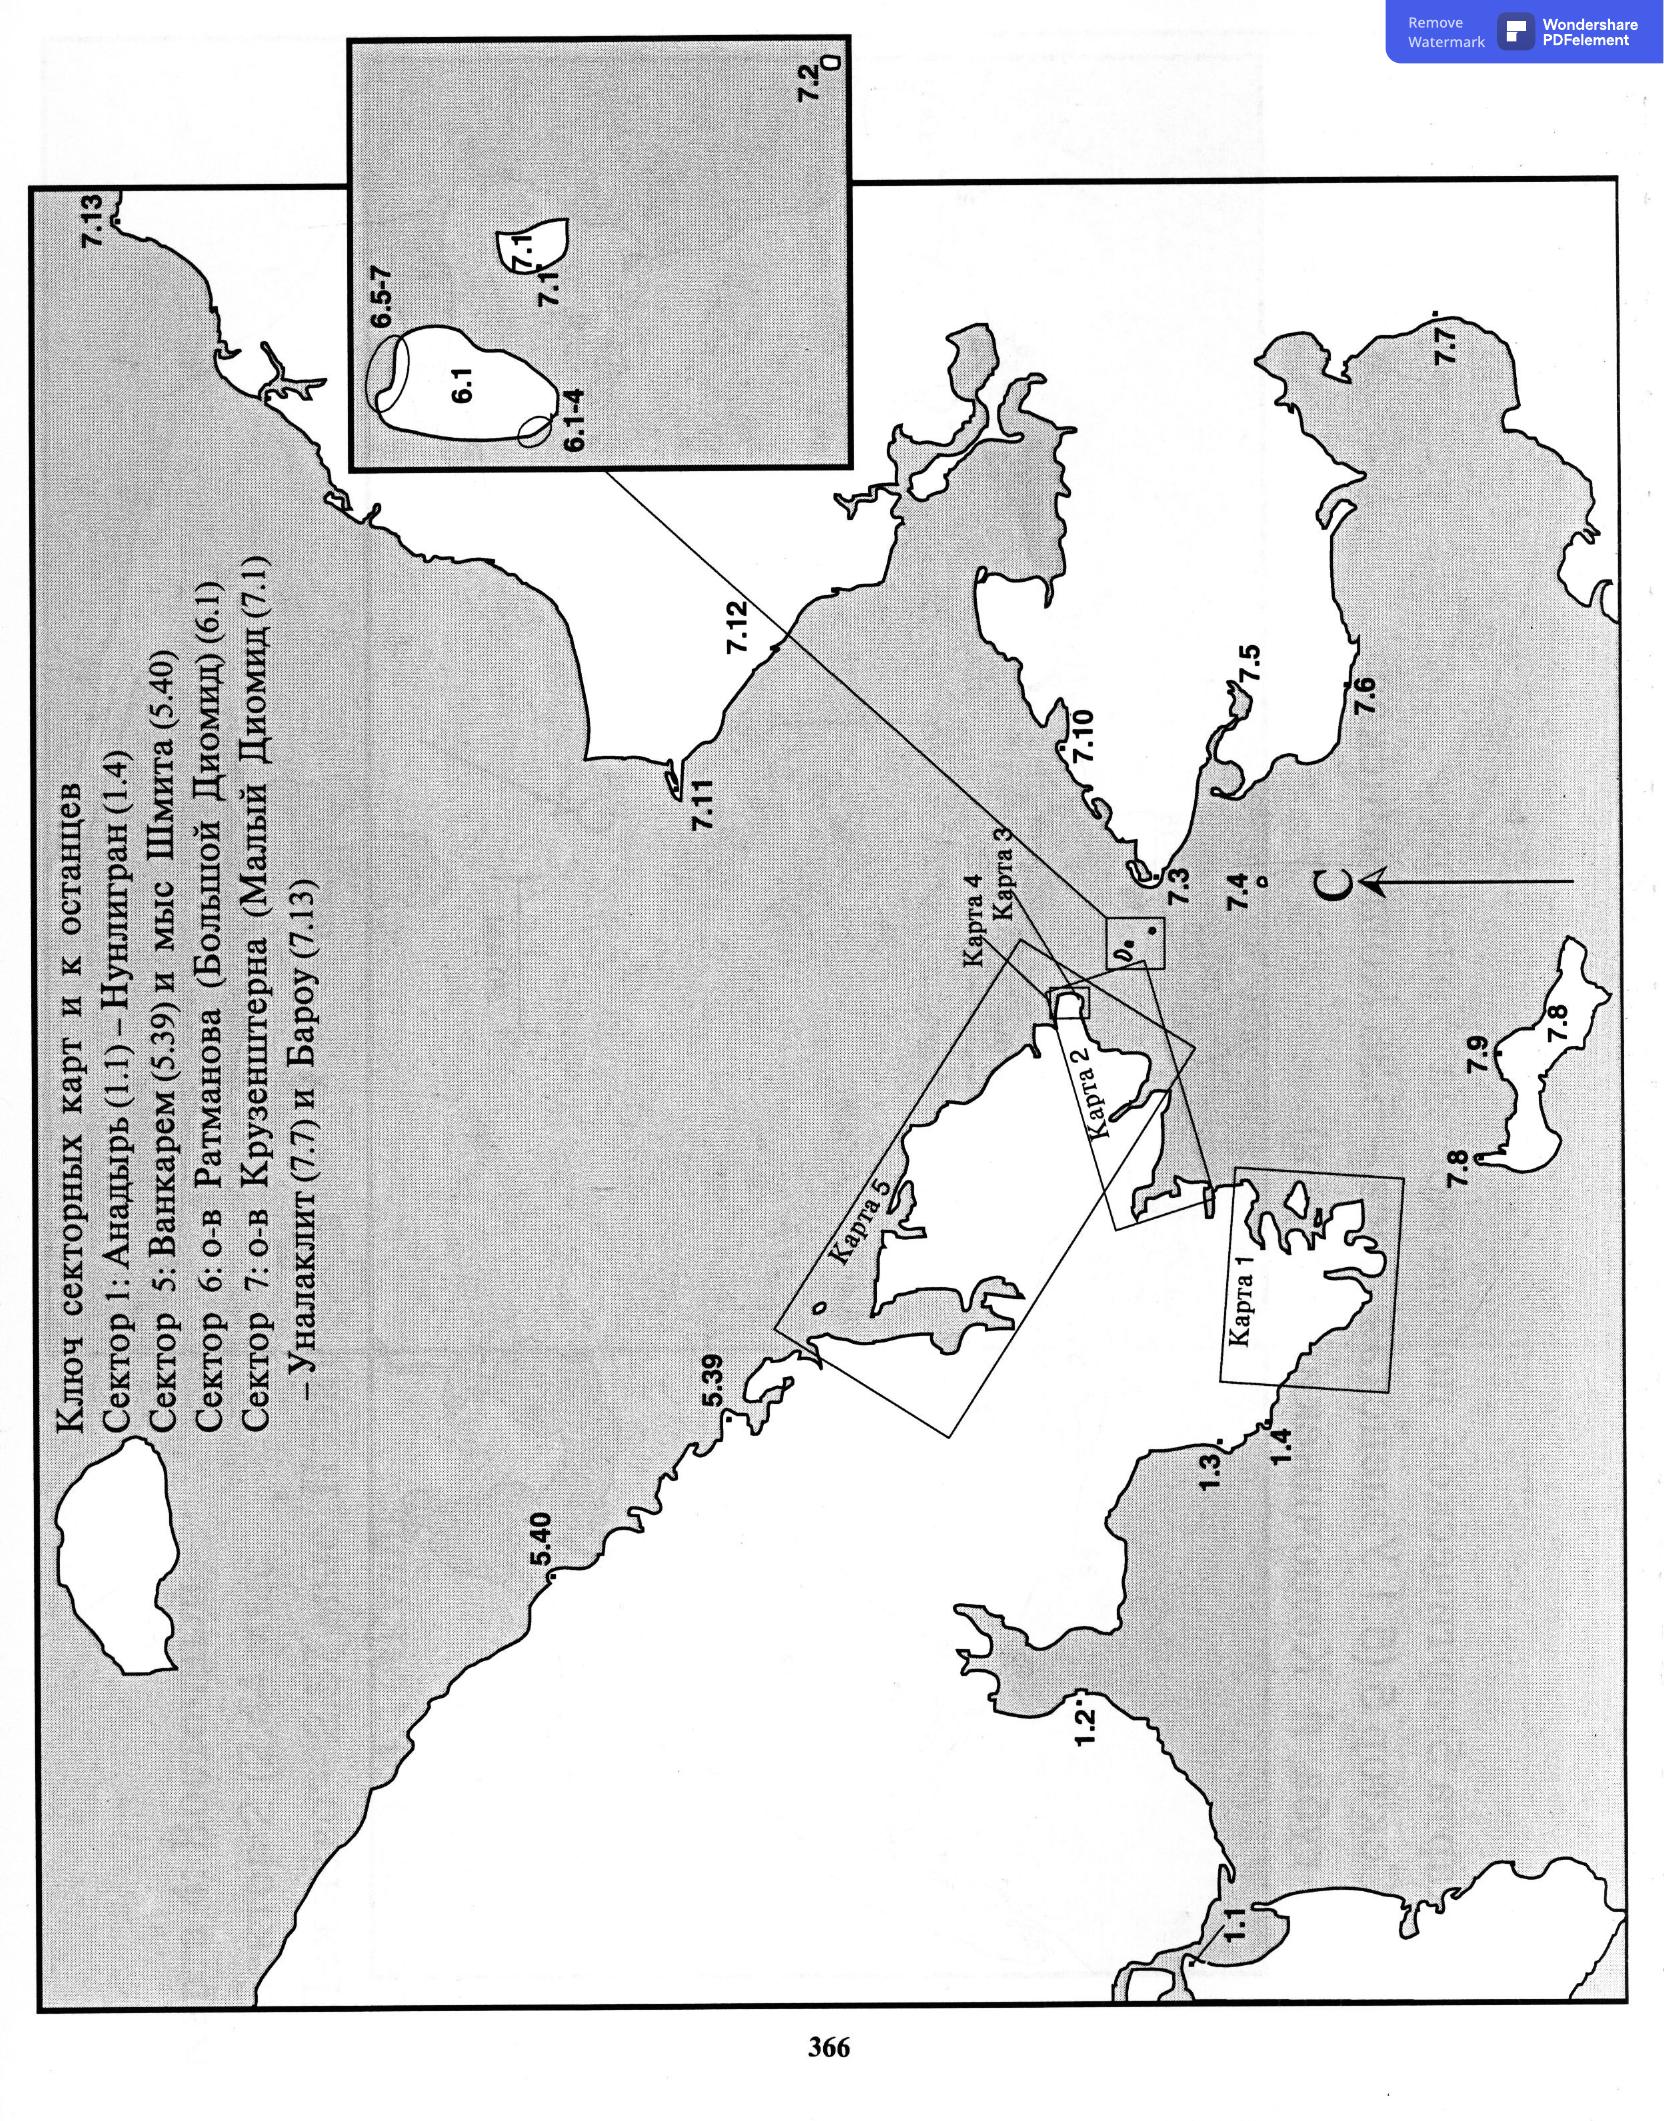 Remove
Watermark
Wondershare
PDFelement
Ключ секторных карт и к останцев
Сектор 1: Анадырь (1.1) – Нунлигран (1.4)
Сектор 5: Ванкарем (5.39) и мыс Шмита (5.40)
Сектор 6: о-в Ратманова (Большой Диомид) (6.1)
Сектор 7: о-в Крузенштерна (Малый Диомид (7.1)
– Уналаклит (7.7) и Бароу (7.13)
7.13
6.5-7
6.1
6.1-4
7.1
7.1
7.2
7.12
7.11
7.10
7.5
7.6
7.7
7.3
7.4
С
Карта 4
Карта 3
Карта 2
Карта 5
Карта 1
7.9
7.8
7.8
5.39
5.40
1.3
1.4
1.2
1.1
366